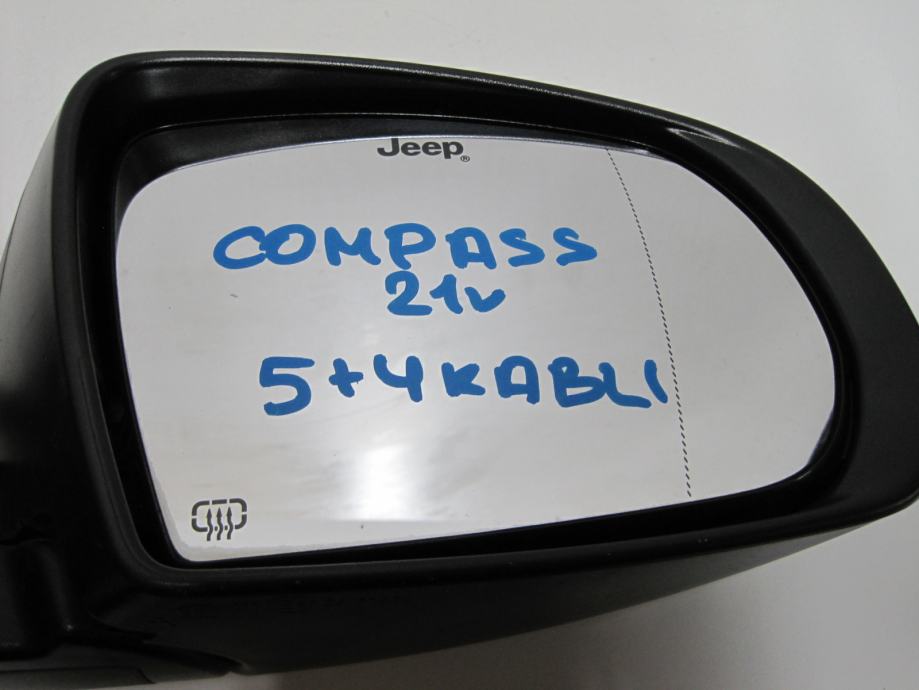 Jeep®
COMPASS
21v
5+4KABLI